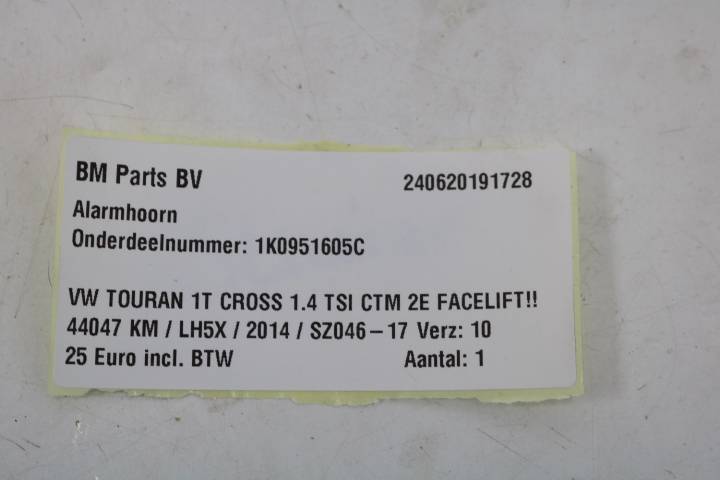 BM Parts BV 240620191728
Alarmhoorn
Onderdeelnummer: 1K0951605C
VW TOURAN 1T CROSS 1.4 TSI CTM 2E FACELIFT!!
44047 KM / LH5X / 2014 / SZ046-17 Verz: 10
25 Euro incl. BTW Aantal: 1